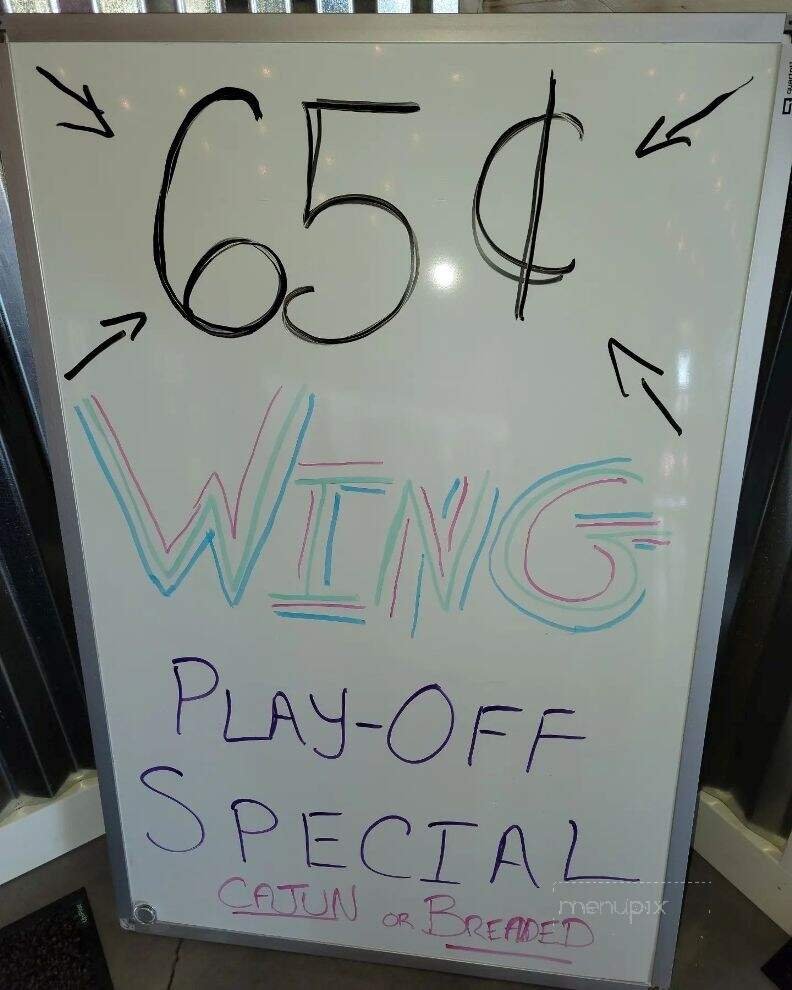 65¢
WING
PLAY-OFF
SPECIAL
CAJUN OR BREADED
menupix